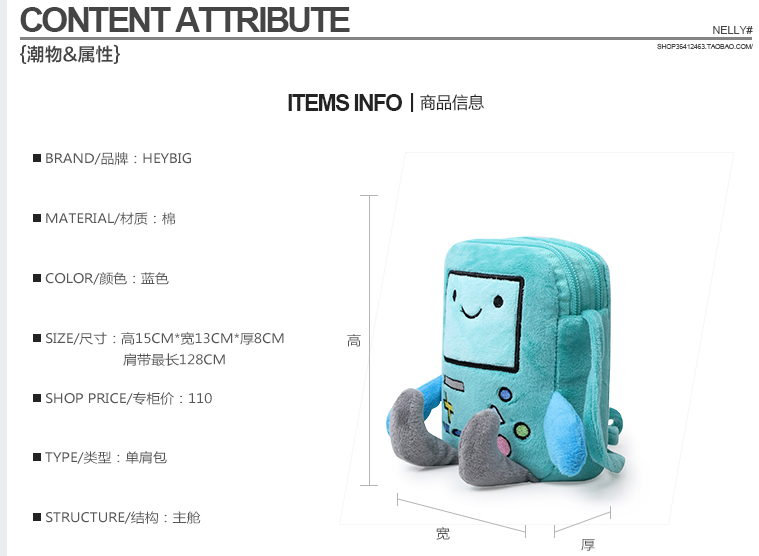 CONTENT ATTRIBUTE
NELLY#
{潮物&属性}
SHOP36412463.TAOBAO.COM/
ITEMS INFO | 商品信息
BRAND/品牌：HEYBIG
MATERIAL/材质：棉
COLOR/颜色：蓝色
SIZE/尺寸：高15CM*宽13CM*厚8CM
肩带最长128CM
SHOP PRICE/专柜价：110
TYPE/类型：单肩包
STRUCTURE/结构：主舱
高
宽
厚